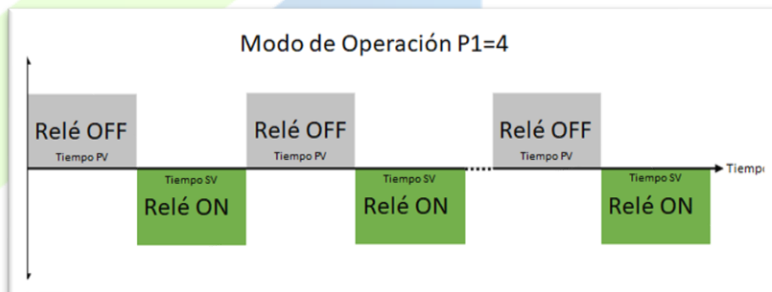 Modo de Operación P1=4
Relé OFF
Tiempo PV
Relé OFF
Tiempo PV
Relé OFF
Tiempo PV
Tiempo
Tiempo SV
Relé ON
Tiempo SV
Relé ON
Tiempo SV
Relé ON